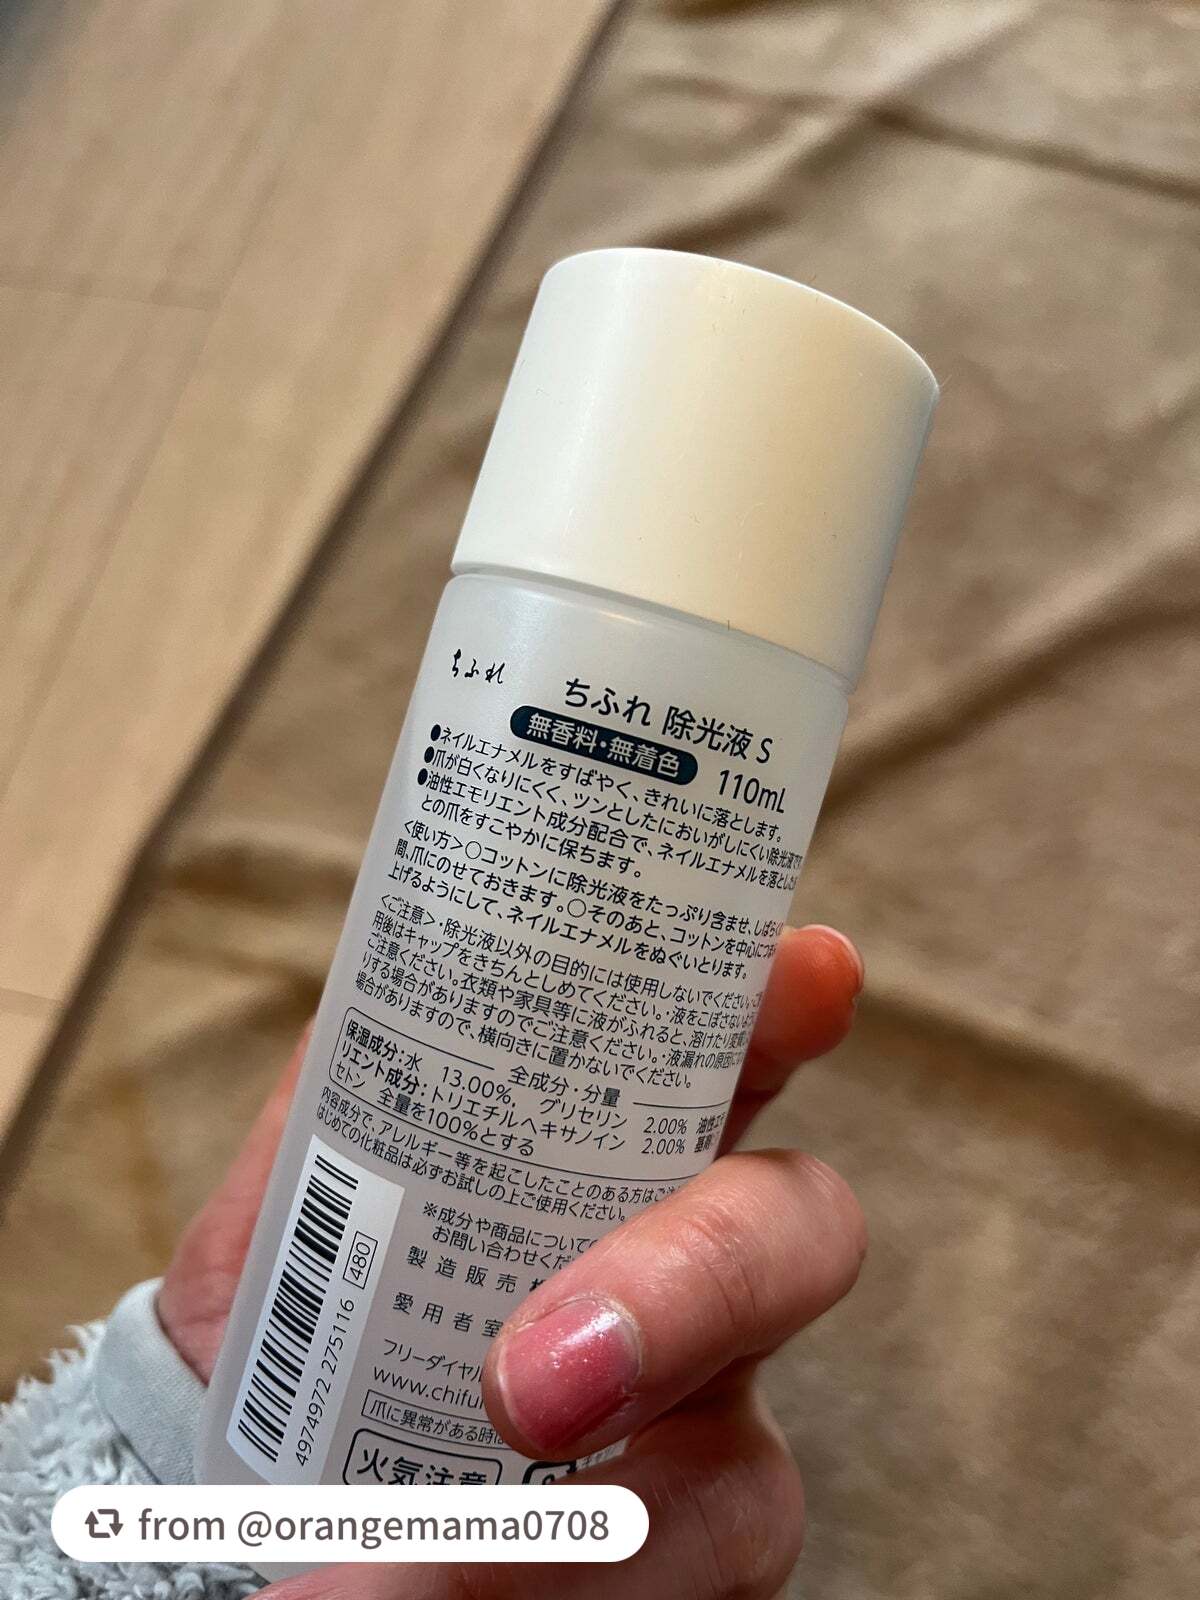 ちふれ
ちふれ 除光液 S
無香料・無着色 110mL
●ネイルエナメルをすばやく、きれいに落とします。
●爪が白くなりにくく、ツンとしたにおいがしにくい除光液です
●油性エモリエント成分配合で、ネイルエナメルを落としたあ
との爪をすこやかに保ちます。
<使い方>○コットンに除光液をたっぷり含ませ、しばらく
間、爪にのせておきます。○そのあと、コットンを中心につま
上げるようにして、ネイルエナメルをぬぐいとります。
<ご注意>・除光液以外の目的には使用しないでください。
用後はキャップをきちんとしめてください。・液をこぼさないよう
ご注意ください。衣類や家具等に液がふれると、溶けたり変質
りする場合がありますのでご注意ください。・液漏れの原因に
場合がありますので、横向きに置かないでください。
全成分・分量
保湿成分：水 13.00%、 グリセリン 2.00% 油性エモ
リエント成分：トリエチルヘキサノイン 2.00% 基剤：
セトン 全量を100%とする
内容成分で、アレルギー等を起こしたことのある方はご
はじめての化粧品は必ずお試しの上ご使用ください。
※成分や商品についての
お問い合わせくだ
製造販売
愛用者室
フリーダイヤル
www.chifu
爪に異常がある時は
火気注意
480
4974972 275116
from @orangemama0708